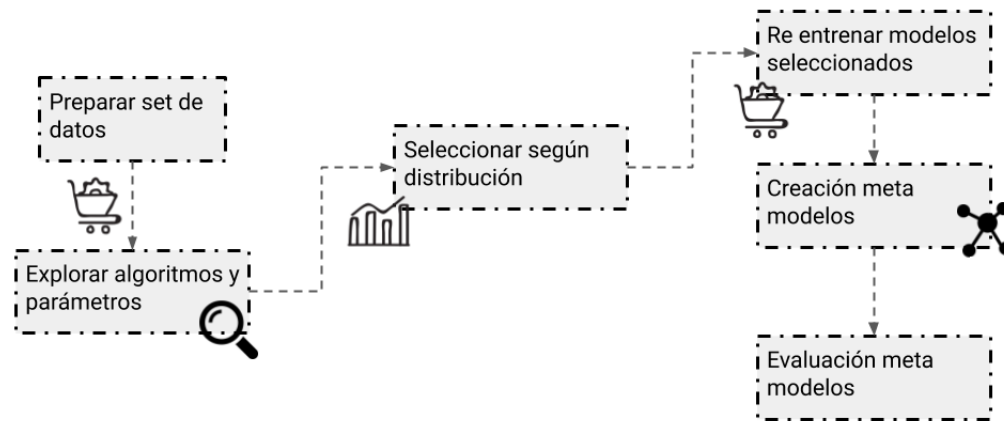 Preparar set de
datos
Explorar algoritmos y
parámetros
Seleccionar según
distribución
Re entrenar modelos
seleccionados
Creación meta
modelos
Evaluación meta
modelos